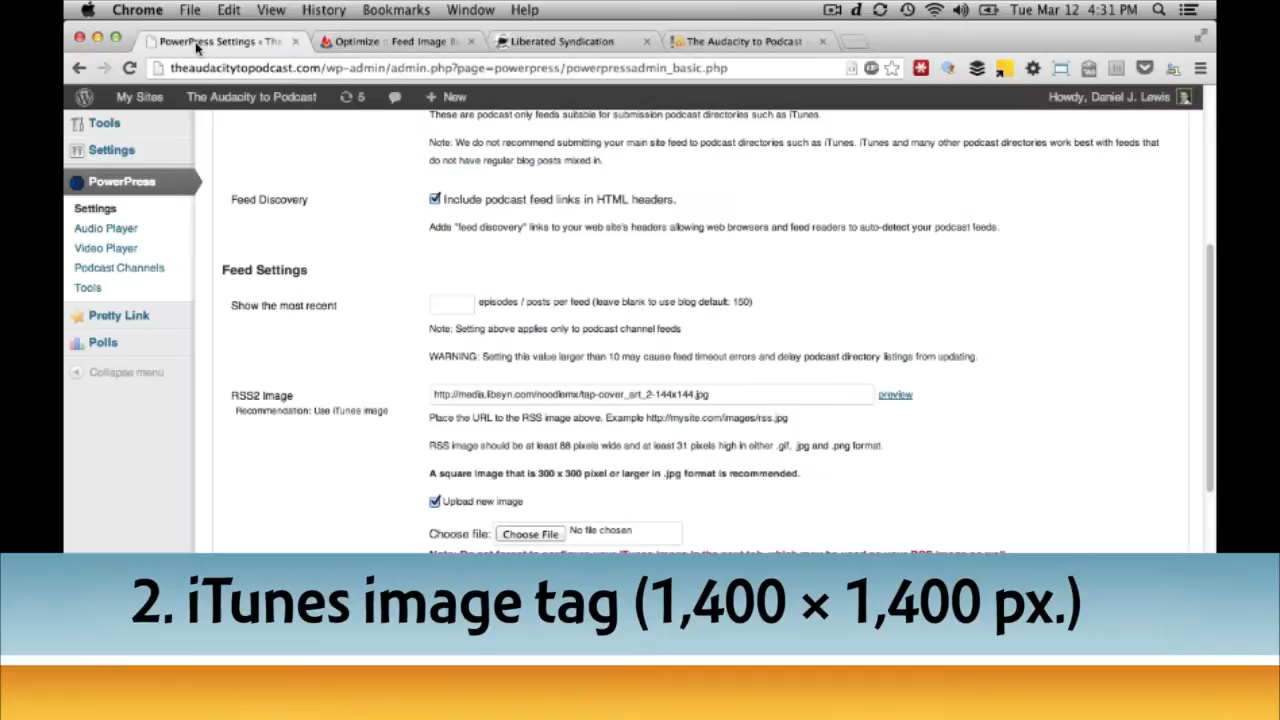 Chrome File Edit View History Bookmarks Window Help Tue Mar 12 4:31 PM
PowerPress Settings ‹ The Optimize :: Feed Image Bl Liberated Syndication The Audacity to Podcast
theaudacitytopodcast.com/wp-admin/admin.php?page=powerpress/powerpressadmin_basic.php
My Sites The Audacity to Podcast 5 + New Howdy, Daniel J. Lewis
Tools
Settings
PowerPress
Settings
Audio Player
Video Player
Podcast Channels
Tools
Pretty Link
Polls
Collapse menu
These are podcast only feeds suitable for submission podcast directories such as iTunes.
Note: We do not recommend submitting your main site feed to podcast directories such as iTunes. iTunes and many other podcast directories work best with feeds that
do not have regular blog posts mixed in.
Feed Discovery
Include podcast feed links in HTML headers.
Adds "feed discovery" links to your web site's headers allowing web browsers and feed readers to auto-detect your podcast feeds.
Feed Settings
Show the most recent
episodes / posts per feed (leave blank to use blog default: 150)
Note: Setting above applies only to podcast channel feeds
WARNING: Setting this value larger than 10 may cause feed timeout errors and delay podcast directory listings from updating.
RSS2 Image
Recommendation: Use iTunes image
http://media.libsyn.com/noodlemx/tap-cover_art_2-144x144.jpg preview
Place the URL to the RSS image above. Example http://mysite.com/images/rss.jpg
RSS image should be at least 88 pixels wide and at least 31 pixels high in either .gif, .jpg and .png format.
A square image that is 300 x 300 pixel or larger in .jpg format is recommended.
Upload new image
Choose file: Choose File No file chosen
2. iTunes image tag (1,400 × 1,400 px.)